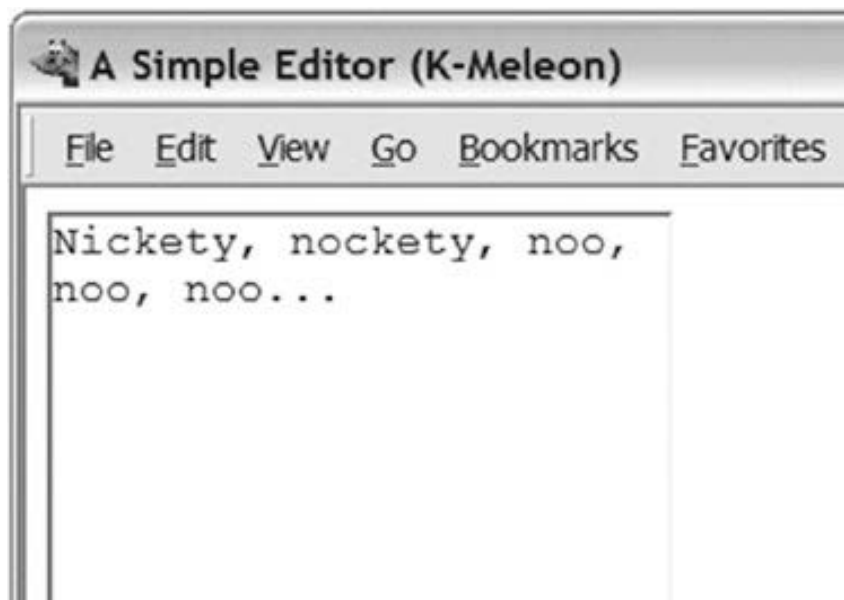 A Simple Editor (K-Meleon)
File Edit View Go Bookmarks Favorites
Nickety, nockety, noo,
noo, noo...